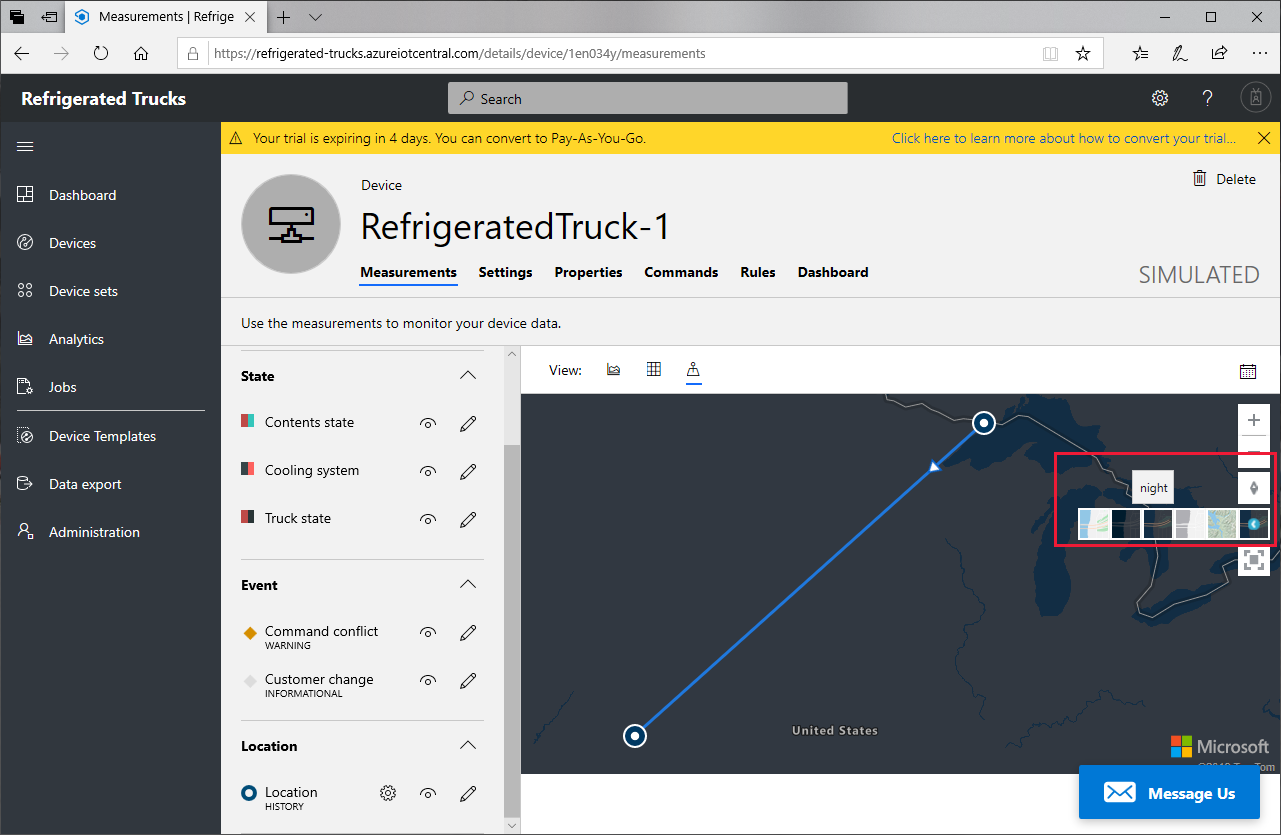 Measurements | Refrige
https://refrigerated-trucks.azureiotcentral.com/details/device/1en034y/measurements
Refrigerated Trucks
Search
Your trial is expiring in 4 days. You can convert to Pay-As-You-Go.
Click here to learn more about how to convert your trial...
Dashboard
Devices
Device sets
Analytics
Jobs
Device Templates
Data export
Administration
Device
Delete
RefrigeratedTruck-1
Measurements
Settings
Properties
Commands
Rules
Dashboard
SIMULATED
Use the measurements to monitor your device data.
State
Contents state
Cooling system
Truck state
Event
Command conflict
WARNING
Customer change
INFORMATIONAL
Location
Location
HISTORY
View:
night
United States
Microsoft
Message Us